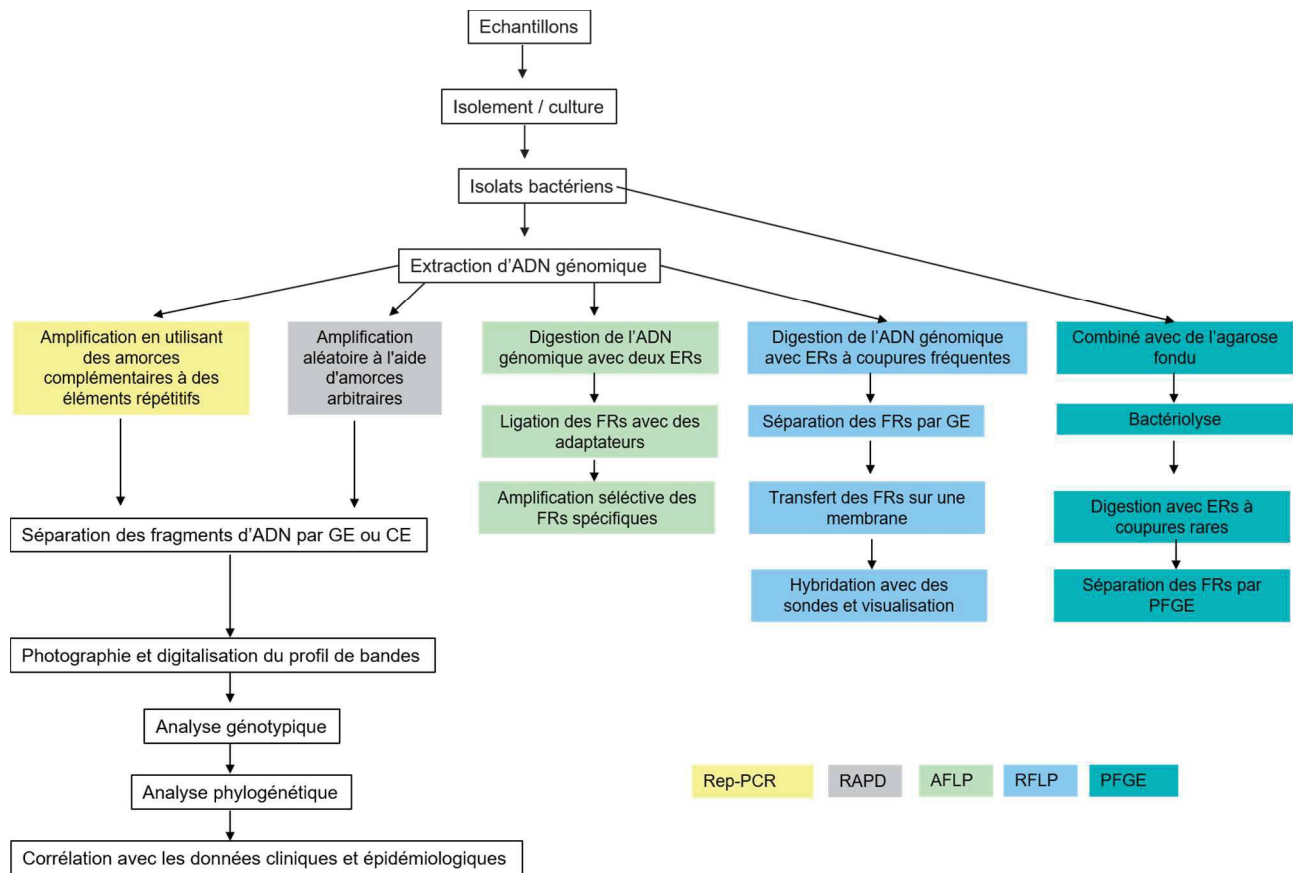 Echantillons
Isolement / culture
Isolats bactériens
Extraction d'ADN génomique
Amplification en utilisant
des amorces
complémentaires à des
éléments répétitifs
Amplification
aléatoire à l'aide
d'amorces
arbitraires
Digestion de l'ADN
génomique avec deux ERs
Ligation des FRs avec des
adaptateurs
Amplification séléctive des
FRs spécifiques
Digestion de l'ADN génomique
avec ERs à coupures fréquentes
Séparation des FRs par GE
Transfert des FRs sur une
membrane
Hybridation avec des
sondes et visualisation
Combiné avec de l'agarose
fondu
Bactériolyse
Digestion avec ERs à
coupures rares
Séparation des FRs par
PFGE
Séparation des fragments d'ADN par GE ou CE
Photographie et digitalisation du profil de bandes
Analyse génotypique
Analyse phylogénétique
Corrélation avec les données cliniques et épidémiologiques
Rep-PCR
RAPD
AFLP
RFLP
PFGE